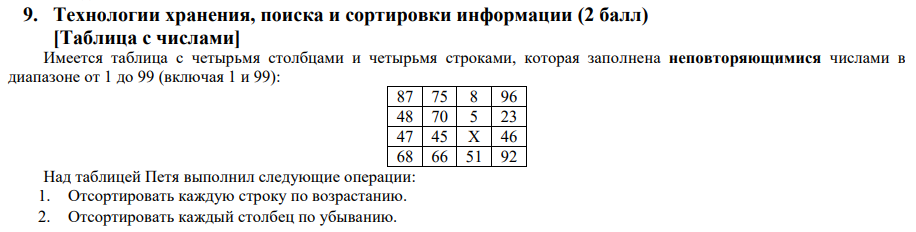 9. Технологии хранения, поиска и сортировки информации (2 балл)
[Таблица с числами]
Имеется таблица с четырьмя столбцами и четырьмя строками, которая заполнена неповторяющимися числами в
диапазоне от 1 до 99 (включая 1 и 99):
87 75 8 96
48 70 5 23
47 45 X 46
68 66 51 92
Над таблицей Петя выполнил следующие операции:
1. Отсортировать каждую строку по возрастанию.
2. Отсортировать каждый столбец по убыванию.